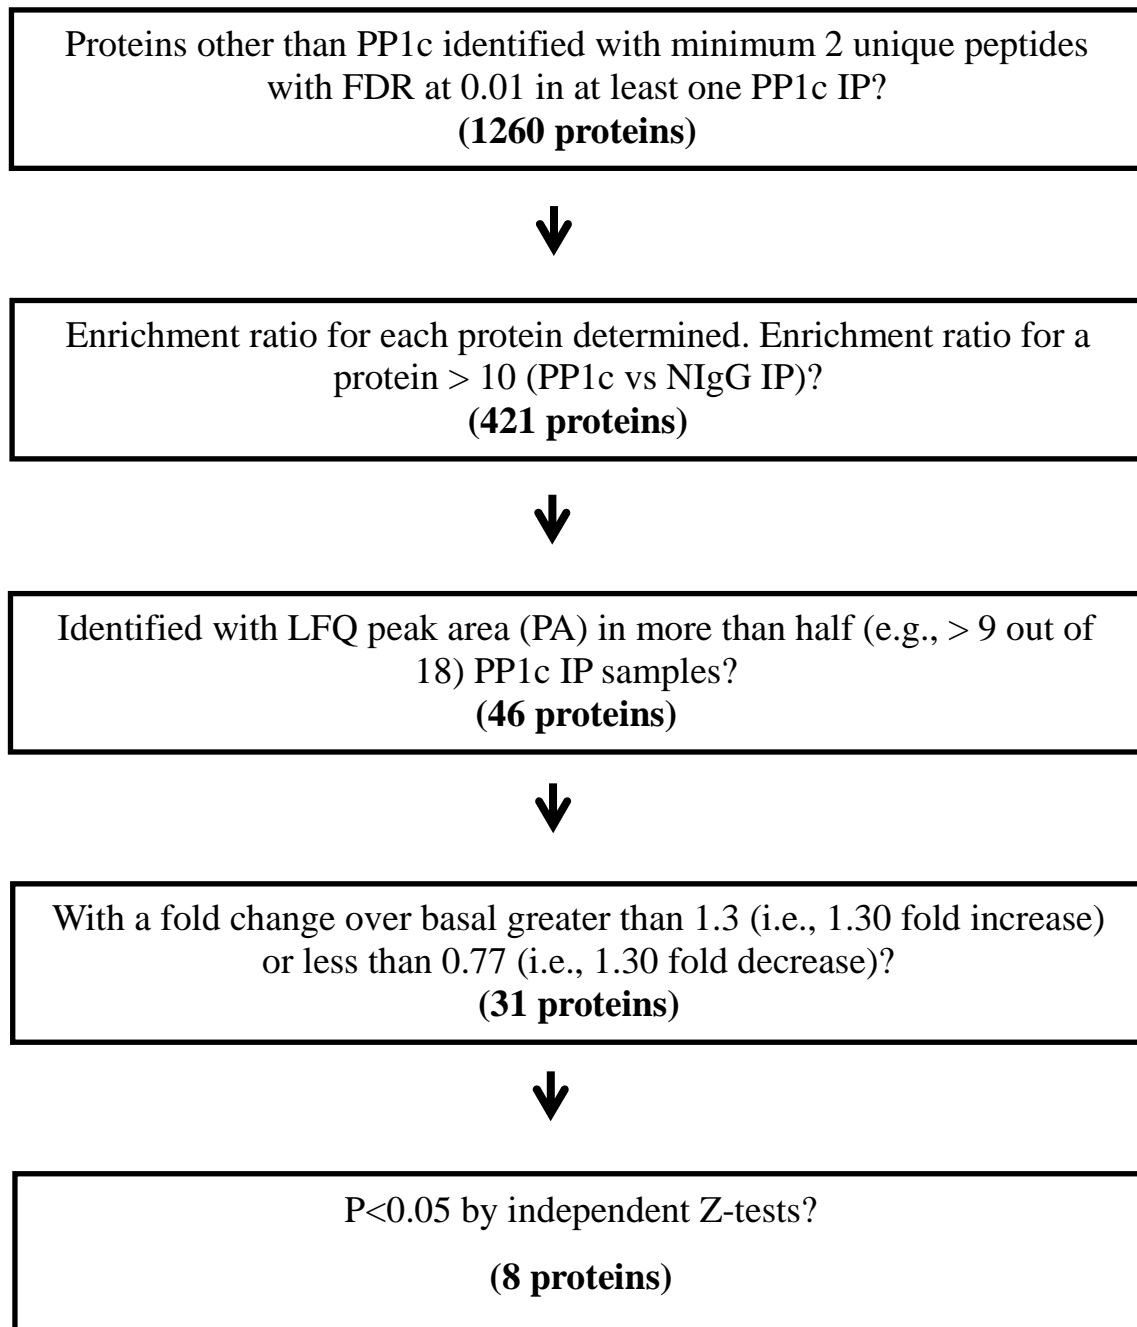 Proteins other than PP1c identified with minimum 2 unique peptides
with FDR at 0.01 in at least one PP1c IP?
(1260 proteins)
Enrichment ratio for each protein determined. Enrichment ratio for a
protein > 10 (PP1c vs NIgG IP)?
(421 proteins)
Identified with LFQ peak area (PA) in more than half (e.g., > 9 out of
18) PP1c IP samples?
(46 proteins)
With a fold change over basal greater than 1.3 (i.e., 1.30 fold increase)
or less than 0.77 (i.e., 1.30 fold decrease)?
(31 proteins)
P<0.05 by independent Z-tests?
(8 proteins)